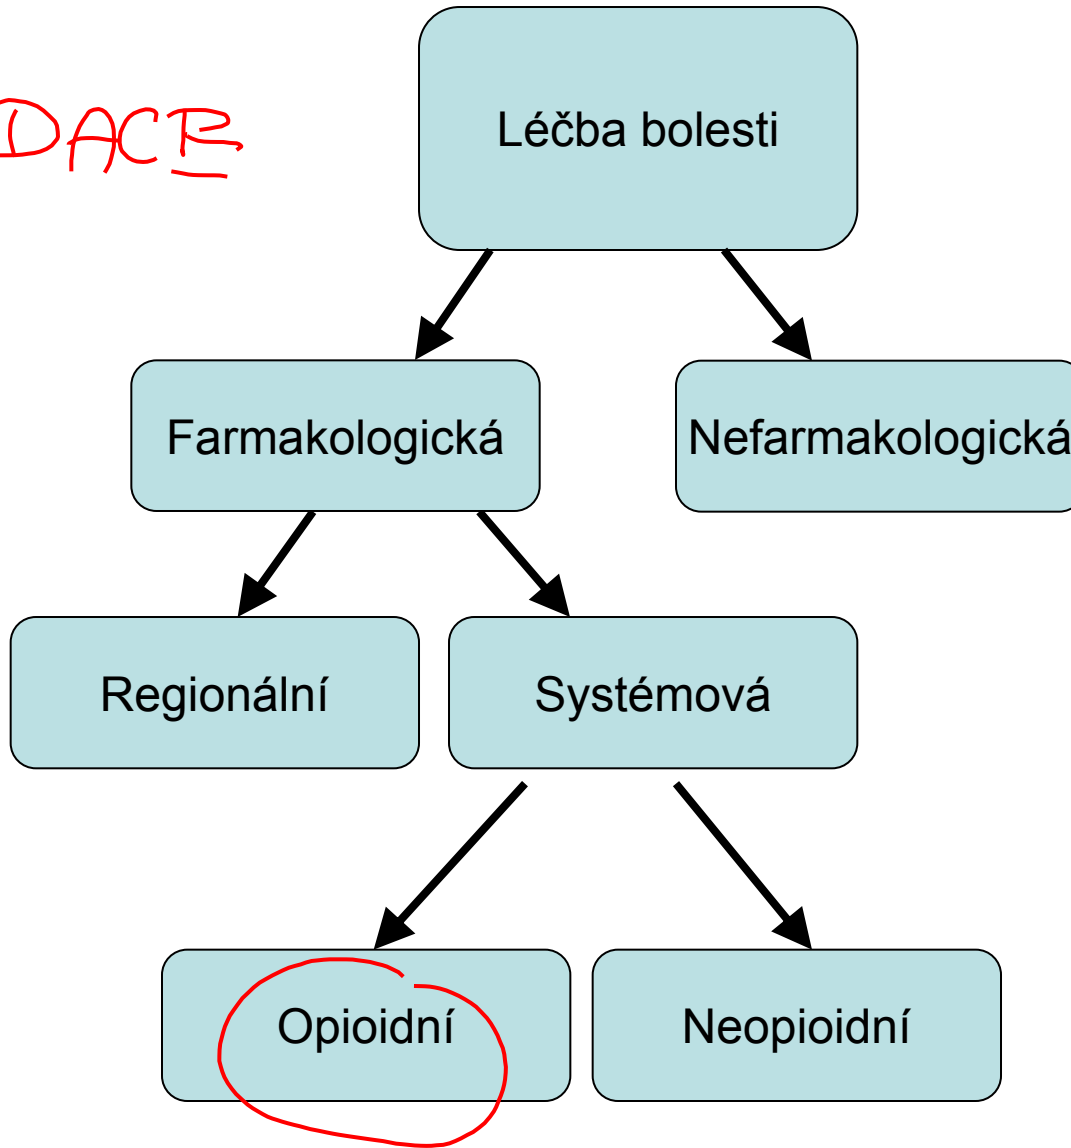 DACE
Léčba bolesti
Farmakologická
Nefarmakologická
Regionální
Systémová
Opioidní
Neopioidní